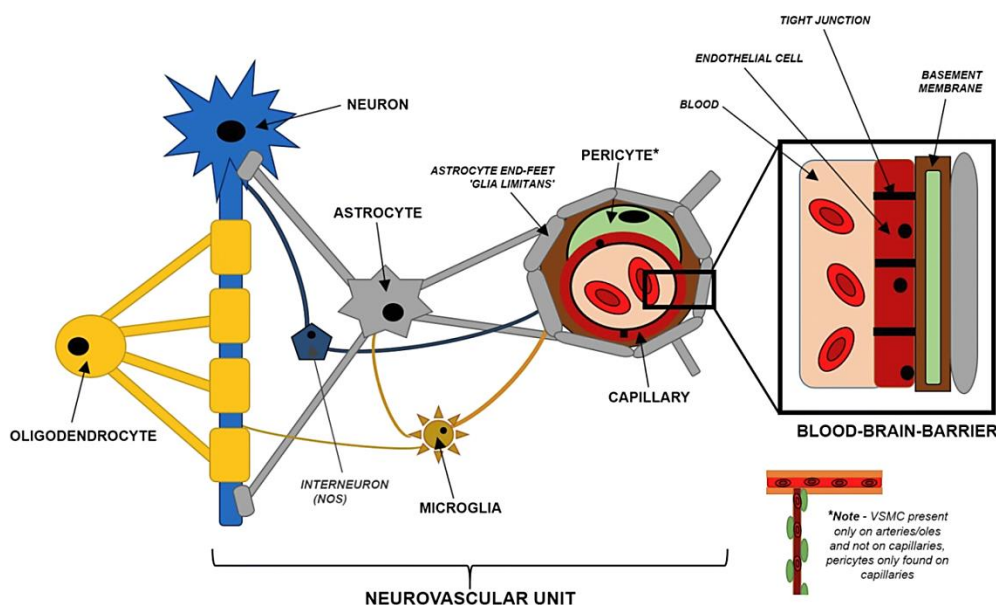 TIGHT JUNCTION
ENDOTHELIAL CELL
BASEMENT
MEMBRANE
BLOOD
NEURON
PERICYTE*
ASTROCYTE END-FEET
'GLIA LIMITANS'
ASTROCYTE
CAPILLARY
OLIGODENDROCYTE
BLOOD-BRAIN-BARRIER
INTERNEURON
(NOS)
MICROGLIA
*Note - VSMC present
only on arteries/oles
and not on capillaries,
pericytes only found on
capillaries
NEUROVASCULAR UNIT